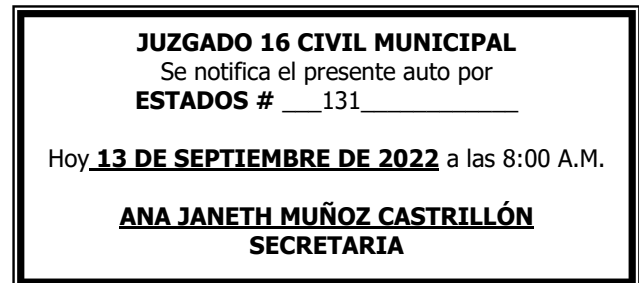 JUZGADO 16 CIVIL MUNICIPAL
Se notifica el presente auto por
ESTADOS # ___131____________
Hoy 13 DE SEPTIEMBRE DE 2022 a las 8:00 A.M.
ANA JANETH MUÑOZ CASTRILLÓN
SECRETARIA